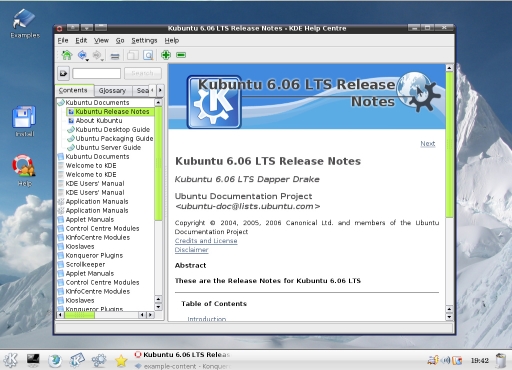 Examples
Install
Help
Kubuntu 6.06 LTS Release Notes - KDE Help Centre
File Edit View Go Settings Help
Search
Contents Glossary Sea
Kubuntu Documents
Kubuntu Release Notes
About Kubuntu
Kubuntu Desktop Guide
Ubuntu Packaging Guide
Ubuntu Server Guide
Kubuntu Documents
Welcome to KDE
Welcome to KDE
KDE Users' Manual
KDE Users' Manual
Application Manuals
Application Manuals
Applet Manuals
Control Centre Modules
KInfoCentre Modules
Kioslaves
Konqueror Plugins
Scrollkeeper
Applet Manuals
Control Centre Modules
KInfoCentre Modules
Kioslaves
Konqueror Plugins
Kubuntu 6.06 LTS Release
Notes
Next
Kubuntu 6.06 LTS Release Notes
Kubuntu 6.06 LTS Dapper Drake
Ubuntu Documentation Project
<ubuntu-doc@lists.ubuntu.com>
Copyright © 2004, 2005, 2006 Canonical Ltd. and members of the Ubuntu
Documentation Project
Credits and License
Disclaimer
Abstract
These are the Release Notes for Kubuntu 6.06 LTS
Table of Contents
Introduction
Kubuntu 6.06 LTS Releas
example-content - Konque
19:42